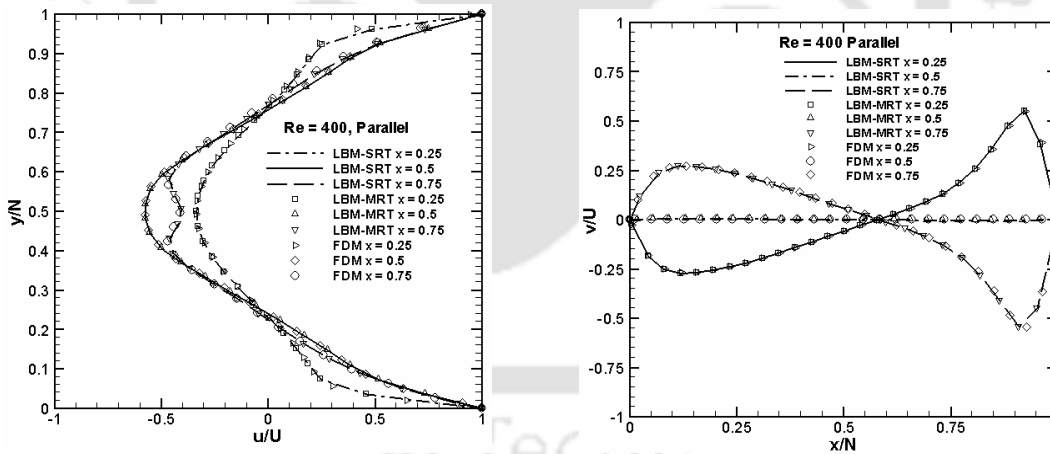 1
0.9
0.8
0.7
0.6
0.5
0.4
0.3
0.2
0.1
0
y/N
Re = 400, Parallel
LBM-SRT x = 0.25
LBM-SRT x = 0.5
LBM-SRT x = 0.75
LBM-MRT x = 0.25
LBM-MRT x = 0.5
LBM-MRT x = 0.75
FDM x = 0.25
FDM x = 0.5
FDM x = 0.75
-1 -0.5 0 0.5 1
u/U
1
0.75
0.5
0.25
0
-0.25
-0.5
-0.75
-1
v/U
Re = 400 Parallel
LBM-SRT x = 0.25
LBM-SRT x = 0.5
LBM-SRT x = 0.75
LBM-MRT x = 0.25
LBM-MRT x = 0.5
LBM-MRT x = 0.75
FDM x = 0.25
FDM x = 0.5
FDM x = 0.75
0 0.25 0.5 0.75
x/N